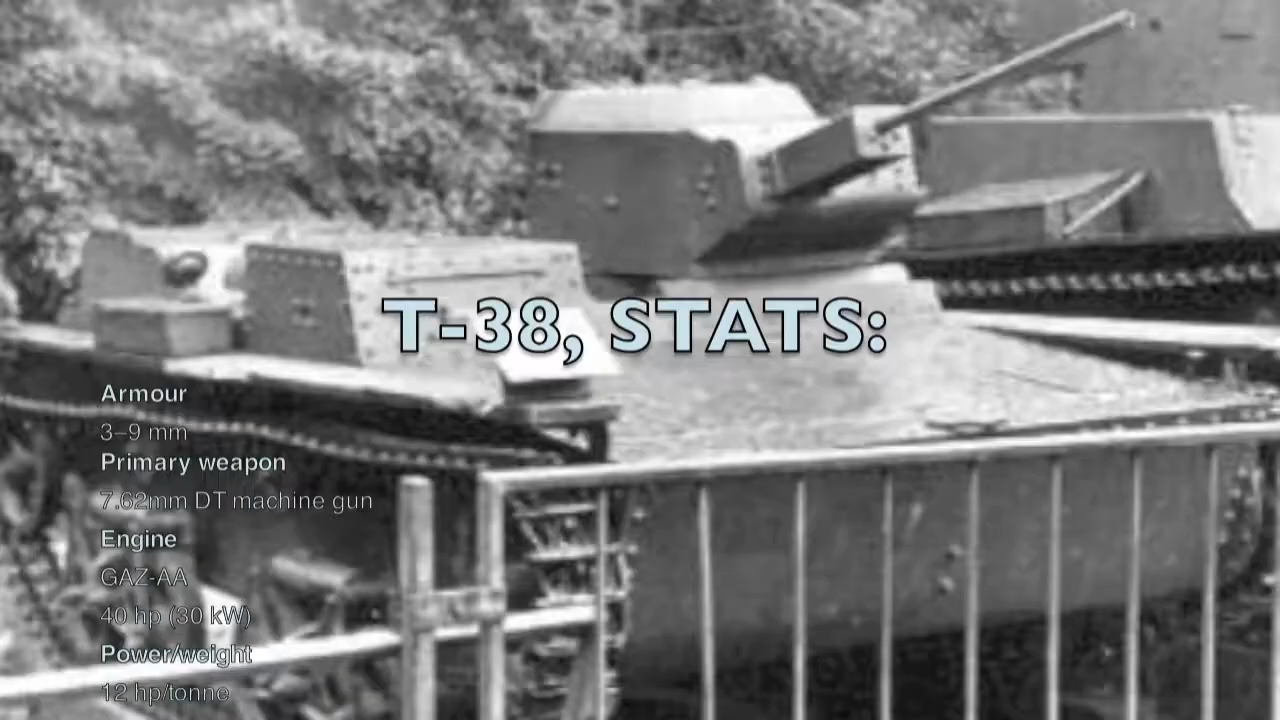 T-38, STATS:
Armour
3–9 mm
Primary weapon
7.62mm DT machine gun
Engine
GAZ-AA
40 hp (30 kW)
Power/weight
12 hp/tonne